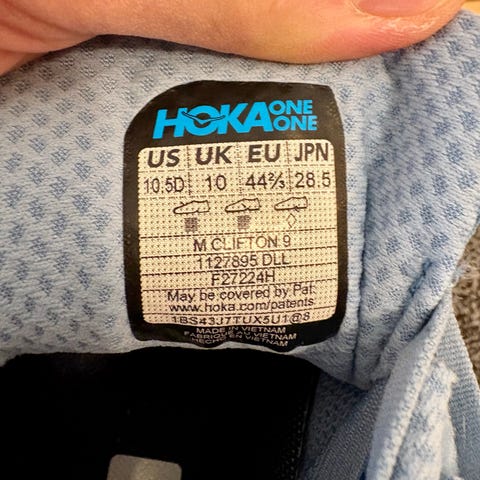 HOKA ONE ONE
US UK EU JPN
10.5D 10 44⅔ 28.5
M CLIFTON 9
1127895 DLL
F27224H
May be covered by Pat.
www.hoka.com/patents
1BS43J7TUX5U1@8
MADE IN VIETNAM
FABRIQUÉ AU VIETNAM
HECHO EN VIETNAM